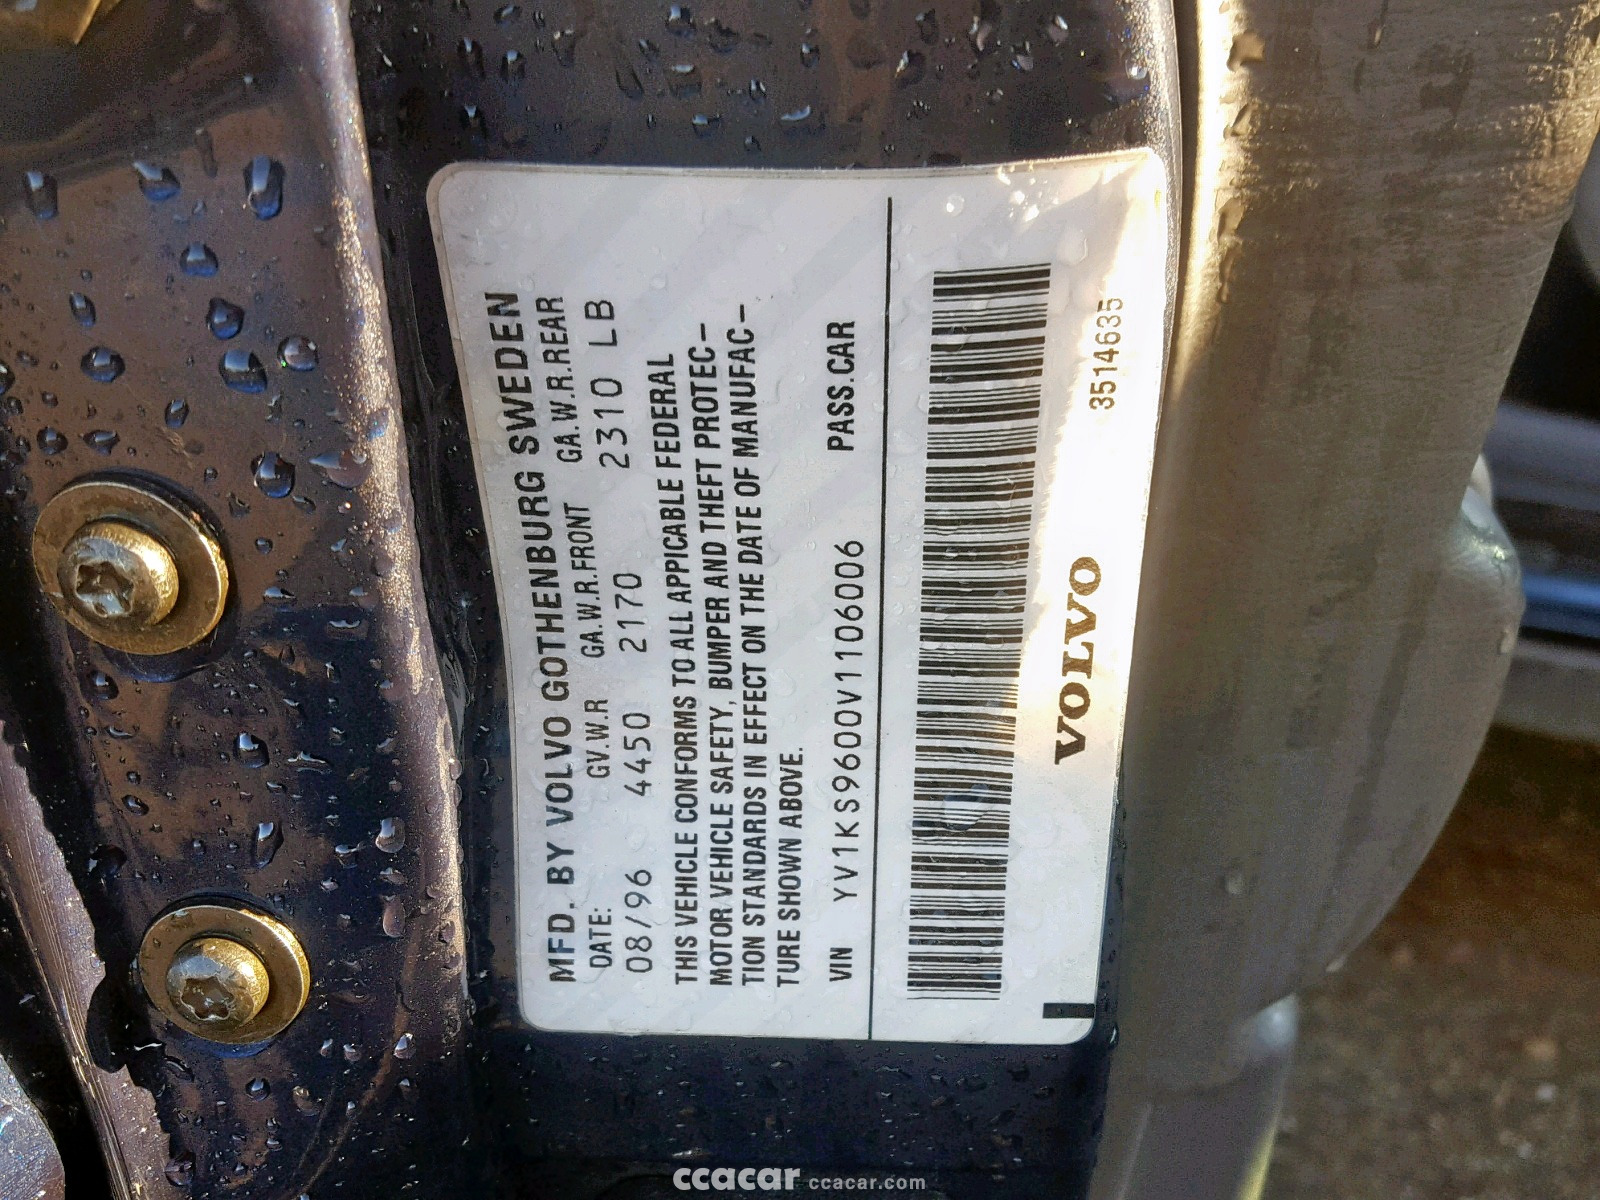 MFD. BY VOLVO GOTHENBURG SWEDEN
DATE: GV.W.R GA.W.R.FRONT GA.W.R.REAR
08/96 4450 2170 2310 LB
THIS VEHICLE CONFORMS TO ALL APPICABLE FEDERAL
MOTOR VEHICLE SAFETY, BUMPER AND THEFT PROTEC-
TION STANDARDS IN EFFECT ON THE DATE OF MANUFAC-
TURE SHOWN ABOVE.
VIN YV1KS9600V1106006 PASS.CAR
VOLVO 3514635
ccacar ccacar.com